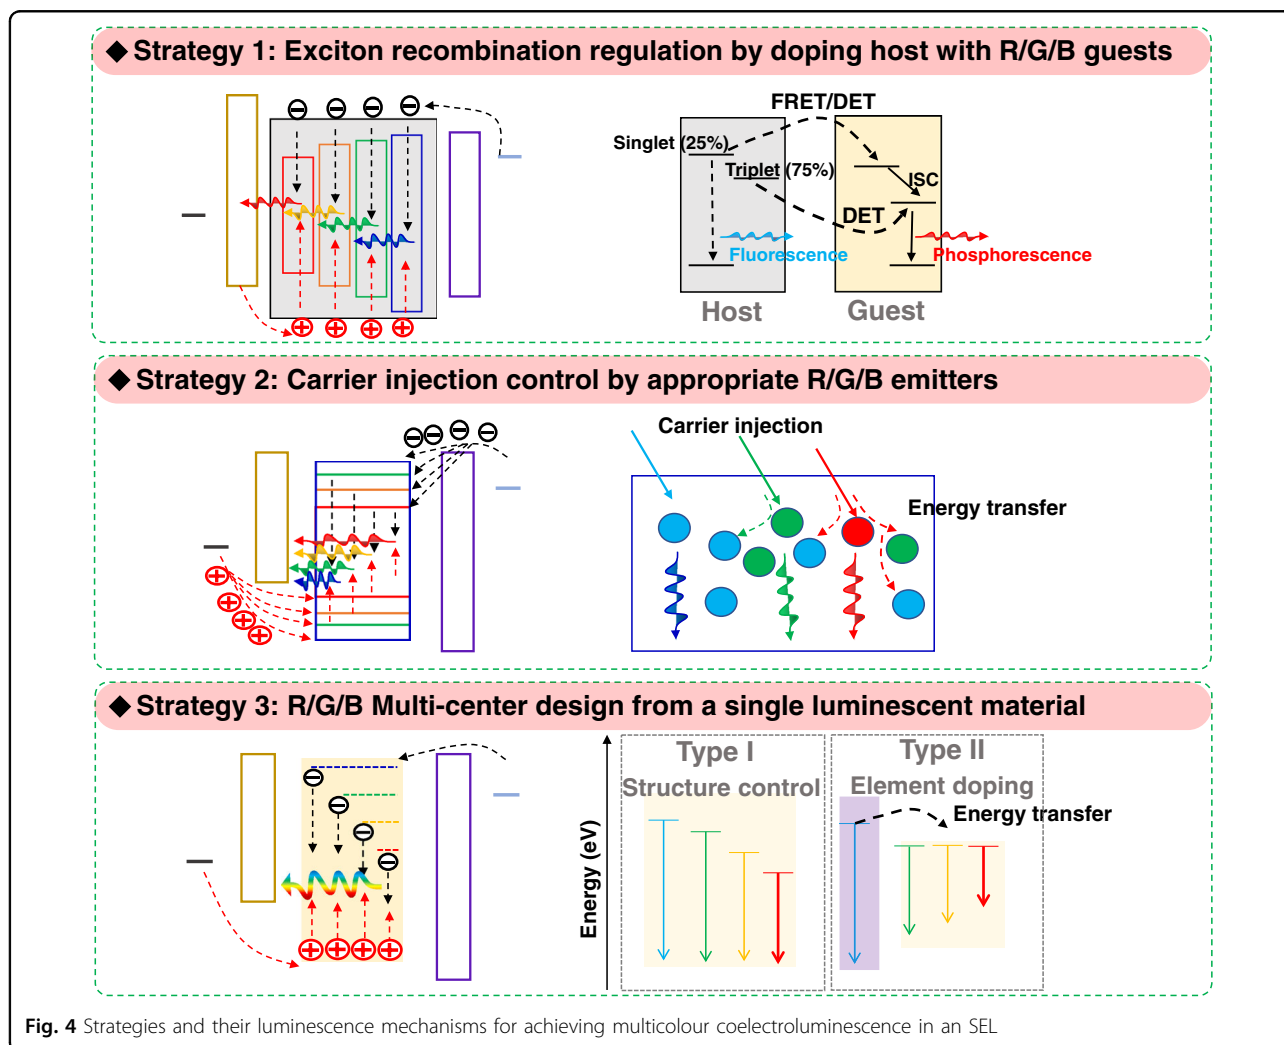 ◆ Strategy 1: Exciton recombination regulation by doping host with R/G/B guests
FRET/DET
Singlet (25%)
Triplet (75%)
ISC
DET
Fluorescence
Phosphorescence
Host
Guest
◆ Strategy 2: Carrier injection control by appropriate R/G/B emitters
Carrier injection
Energy transfer
◆ Strategy 3: R/G/B Multi-center design from a single luminescent material
Energy (eV)
Type I
Structure control
Type II
Element doping
Energy transfer
Fig. 4 Strategies and their luminescence mechanisms for achieving multicolour coelectroluminescence in an SEL